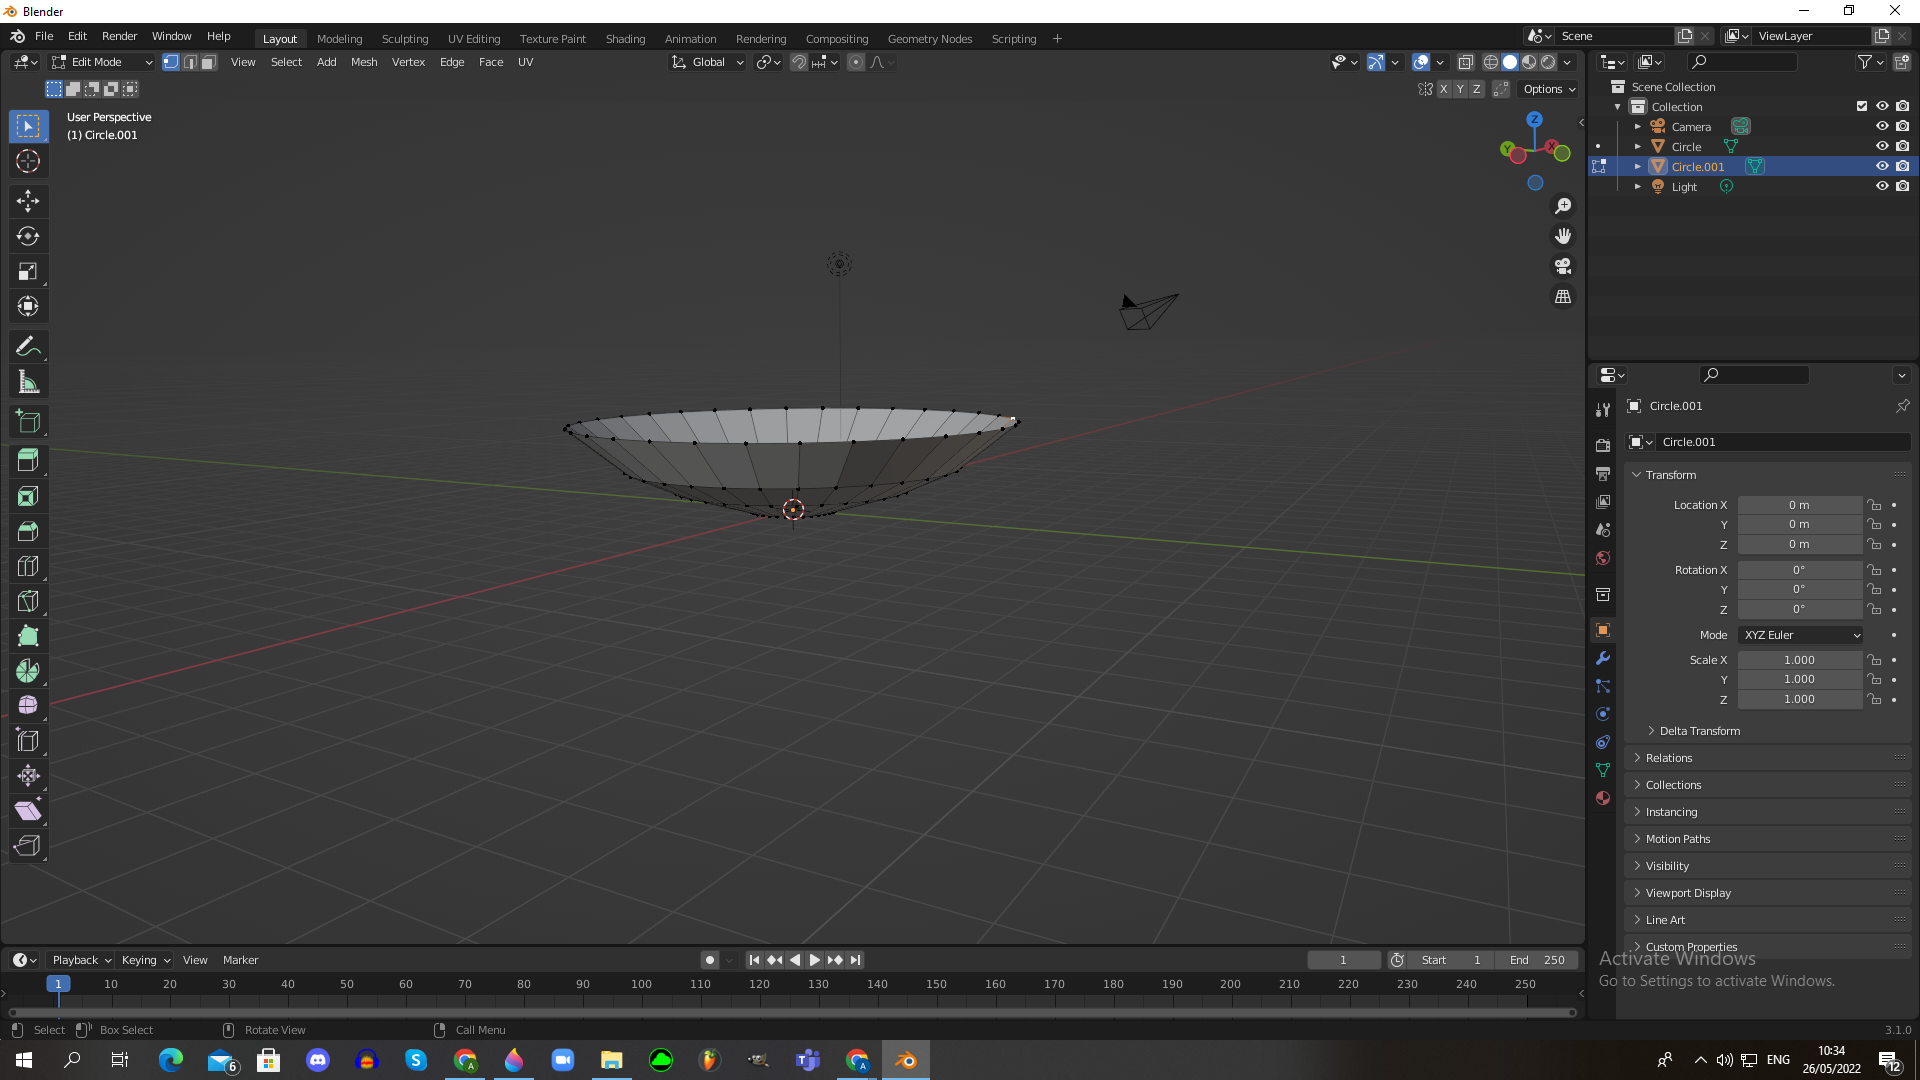 Blender
File Edit Render Window Help Layout Modeling Sculpting UV Editing Texture Paint Shading Animation Rendering Compositing Geometry Nodes Scripting + Scene ViewLayer
Edit Mode View Select Add Mesh Vertex Edge Face UV Global
X Y Z Options
User Perspective
(1) Circle.001
Z
Y X
Scene Collection
Collection
Camera
Circle
Circle.001
Light
Circle.001
Circle.001
Transform
Location X 0 m
Y 0 m
Z 0 m
Rotation X 0°
Y 0°
Z 0°
Mode XYZ Euler
Scale X 1.000
Y 1.000
Z 1.000
Delta Transform
Relations
Collections
Instancing
Motion Paths
Visibility
Viewport Display
Line Art
Custom Properties
Activate Windows
Go to Settings to activate Windows.
Playback Keying View Marker 1 Start 1 End 250
1 10 20 30 40 50 60 70 80 90 100 110 120 130 140 150 160 170 180 190 200 210 220 230 240 250
Select Box Select Rotate View Call Menu 3.1.0
6 S A A ENG 10:34
26/05/2022 12